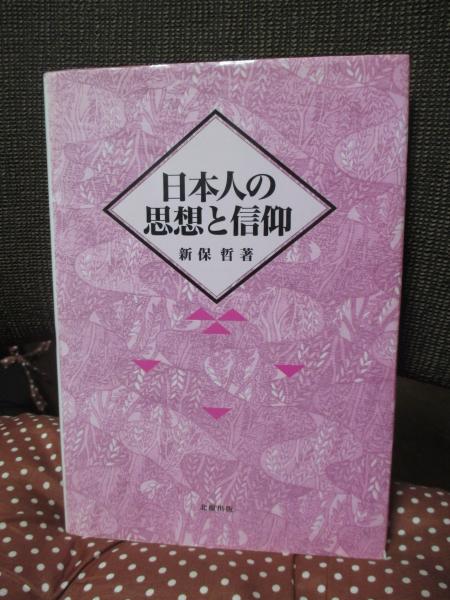 日本人の
思想と信仰
新保 哲 著
北樹出版